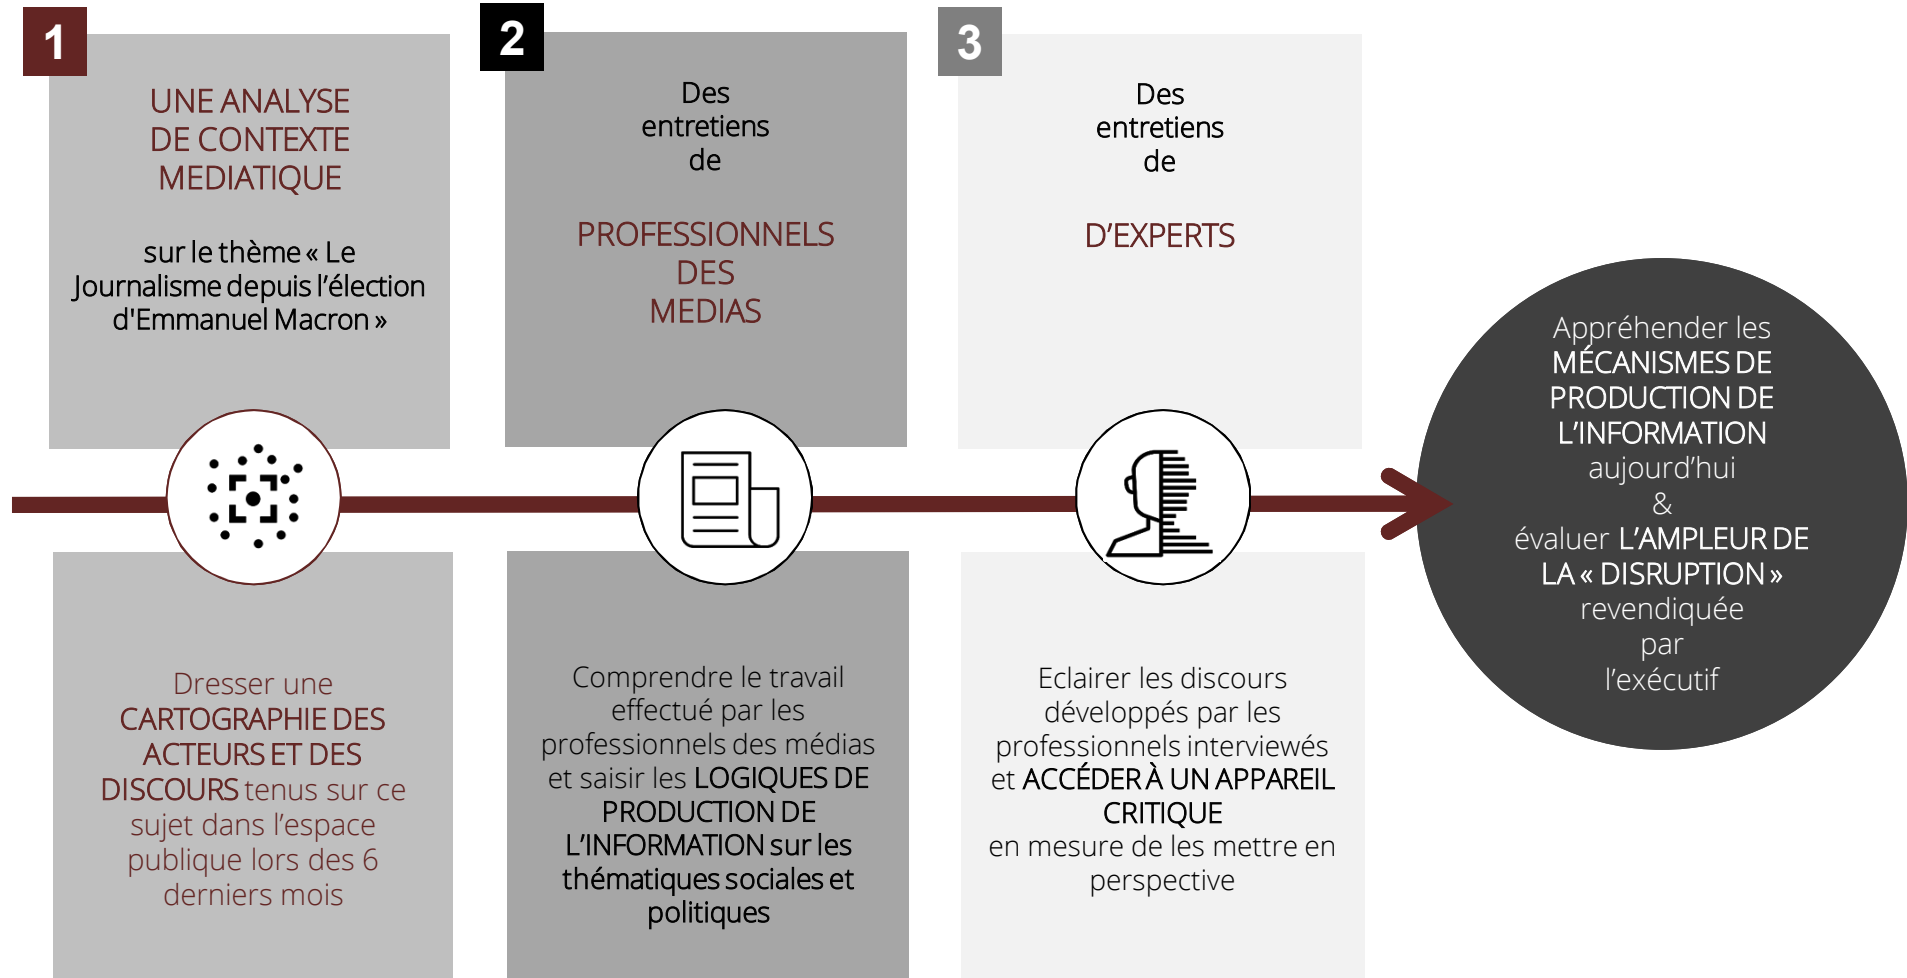 1
UNE ANALYSE
DE CONTEXTE
MEDIATIQUE
sur le thème « Le
Journalisme depuis l’élection
d'Emmanuel Macron »
Dresser une
CARTOGRAPHIE DES
ACTEURS ET DES
DISCOURS tenus sur ce
sujet dans l’espace
publique lors des 6
derniers mois
2
Des
entretiens
de
PROFESSIONNELS
DES
MEDIAS
Comprendre le travail
effectué par les
professionnels des médias
et saisir les LOGIQUES DE
PRODUCTION DE
L’INFORMATION sur les
thématiques sociales et
politiques
3
Des
entretiens
de
D’EXPERTS
Eclairer les discours
développés par les
professionnels interviewés
et ACCÉDER À UN APPAREIL
CRITIQUE
en mesure de les mettre en
perspective
Appréhender les
MÉCANISMES DE
PRODUCTION DE
L’INFORMATION
aujourd’hui
&
évaluer L’AMPLEUR DE
LA « DISRUPTION »
revendiquée
par
l’exécutif